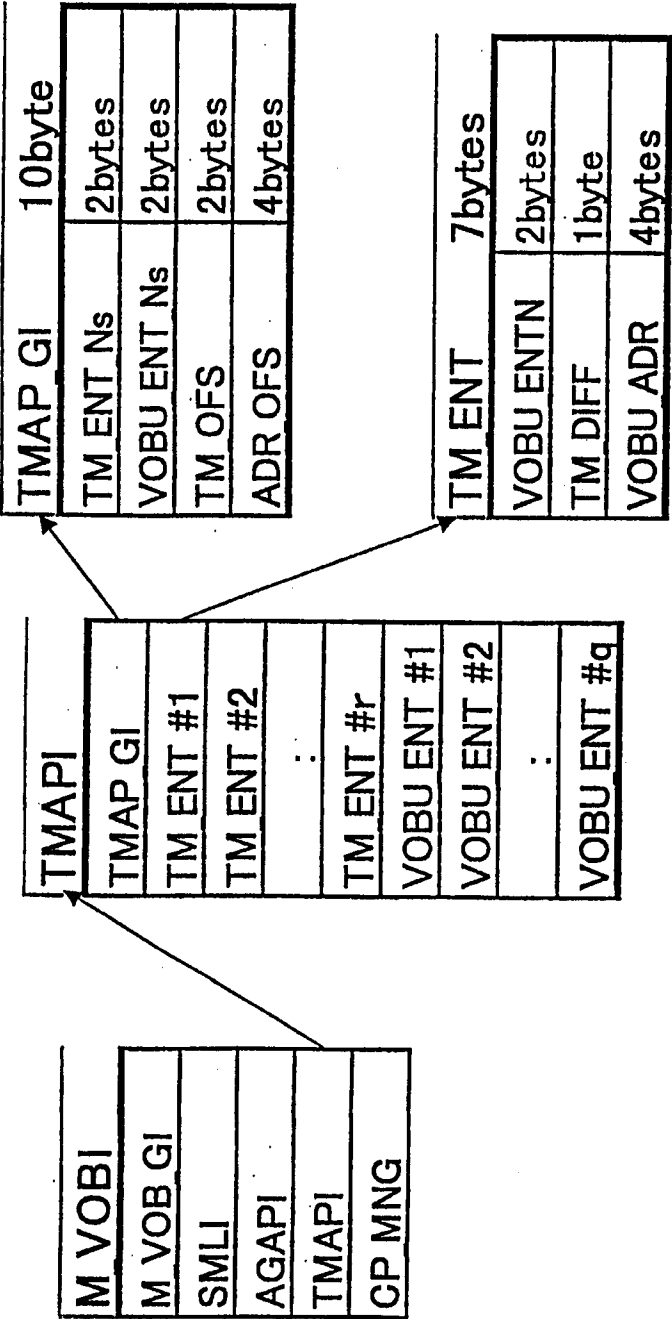 M VOBI
M VOB GI
SMLI
AGAPI
TMAPI
CP MNG
TMAPI
TMAP GI
TM ENT #1
TM ENT #2
:
TM ENT #r
VOBU ENT #1
VOBU ENT #2
:
VOBU ENT #q
TMAP GI 10byte
TM ENT Ns 2bytes
VOBU ENT Ns 2bytes
TM OFS 2bytes
ADR OFS 4bytes
TM ENT 7bytes
VOBU ENTN 2bytes
TM DIFF 1byte
VOBU ADR 4bytes